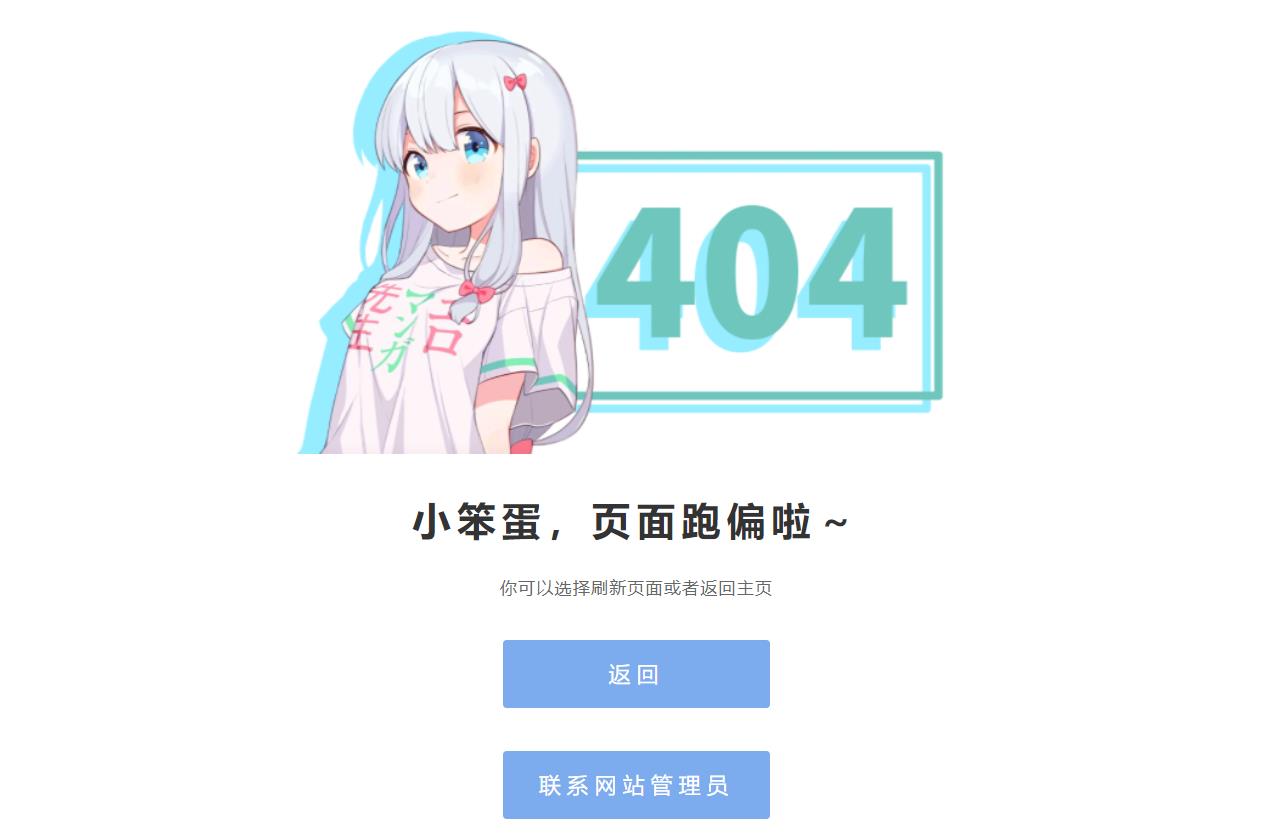 エロ
マンガ
先生
404
小笨蛋，页面跑偏啦～
你可以选择刷新页面或者返回主页
返回
联系网站管理员